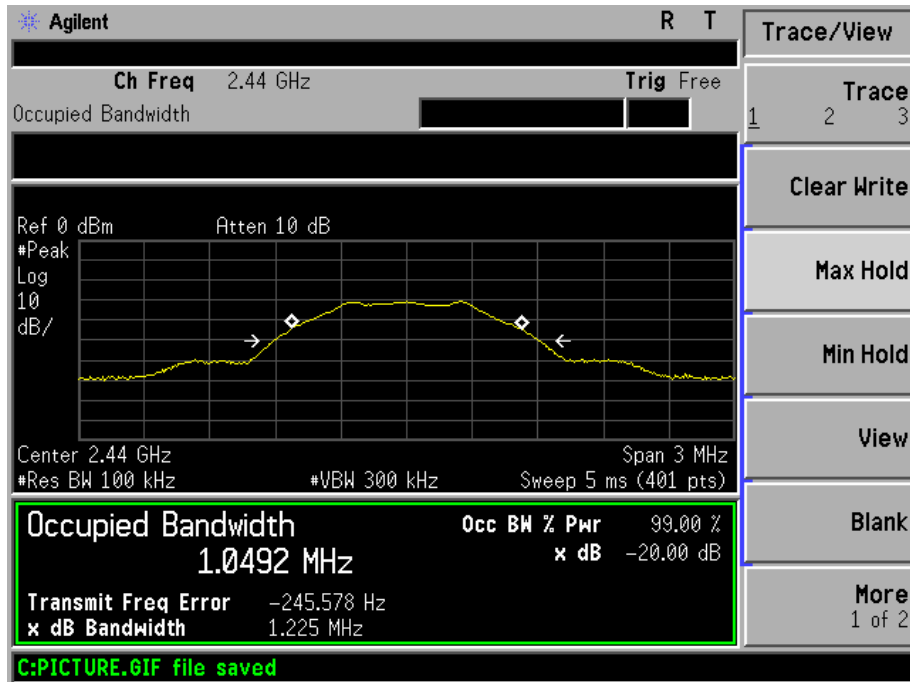 Agilent R T
Ch Freq 2.44 GHz Trig Free
Occupied Bandwidth
Ref 0 dBm Atten 10 dB
#Peak
Log
10
dB/
Center 2.44 GHz Span 3 MHz
#Res BW 100 kHz #VBW 300 kHz Sweep 5 ms (401 pts)
Occupied Bandwidth Occ BW % Pwr 99.00 %
1.0492 MHz x dB -20.00 dB
Transmit Freq Error -245.578 Hz
x dB Bandwidth 1.225 MHz
C:PICTURE.GIF file saved
Trace/View
Trace
1 2 3
Clear Write
Max Hold
Min Hold
View
Blank
More
1 of 2